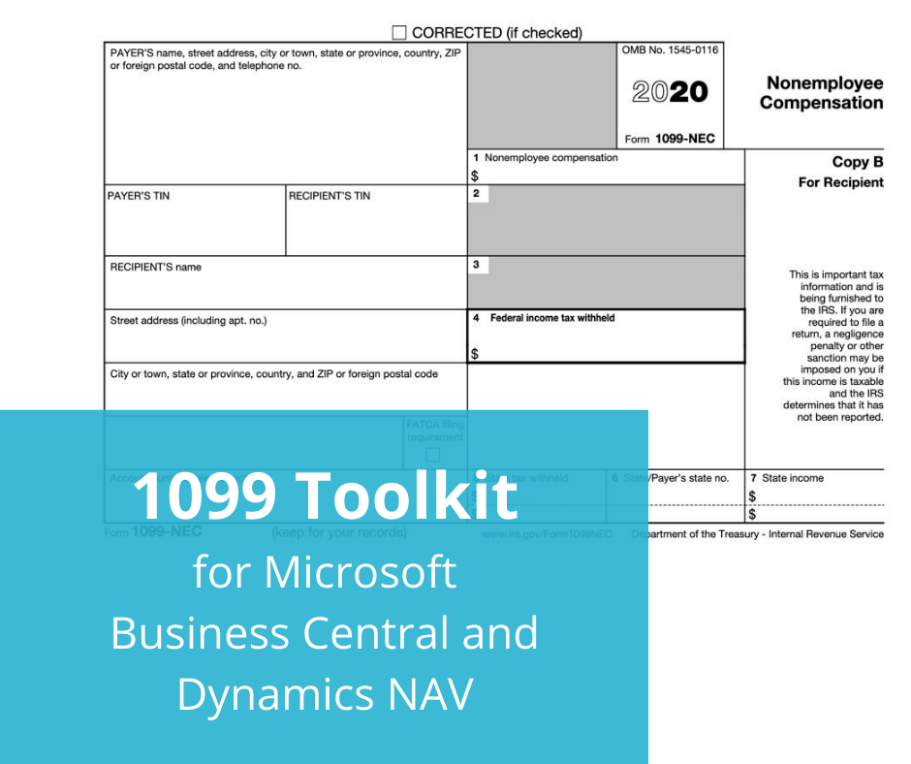 CORRECTED (if checked)
PAYER'S name, street address, city or town, state or province, country, ZIP
or foreign postal code, and telephone no.
OMB No. 1545-0116
2020
Form 1099-NEC
Nonemployee
Compensation
1 Nonemployee compensation
$
Copy B
For Recipient
PAYER'S TIN
RECIPIENT'S TIN
2
RECIPIENT'S name
3
This is important tax
information and is
being furnished to
the IRS. If you are
required to file a
return, a negligence
penalty or other
sanction may be
imposed on you if
this income is taxable
and the IRS
determines that it has
not been reported.
Street address (including apt. no.)
4 Federal income tax withheld
$
City or town, state or province, country, and ZIP or foreign postal code
FATCA filing
requirement
tax withheld
6 State/Payer's state no.
7 State income
$
$
Form 1099-NEC
(keep for your records)
www.irs.gov/Form1099NEC
Department of the Treasury - Internal Revenue Service
1099 Toolkit
for Microsoft
Business Central and
Dynamics NAV